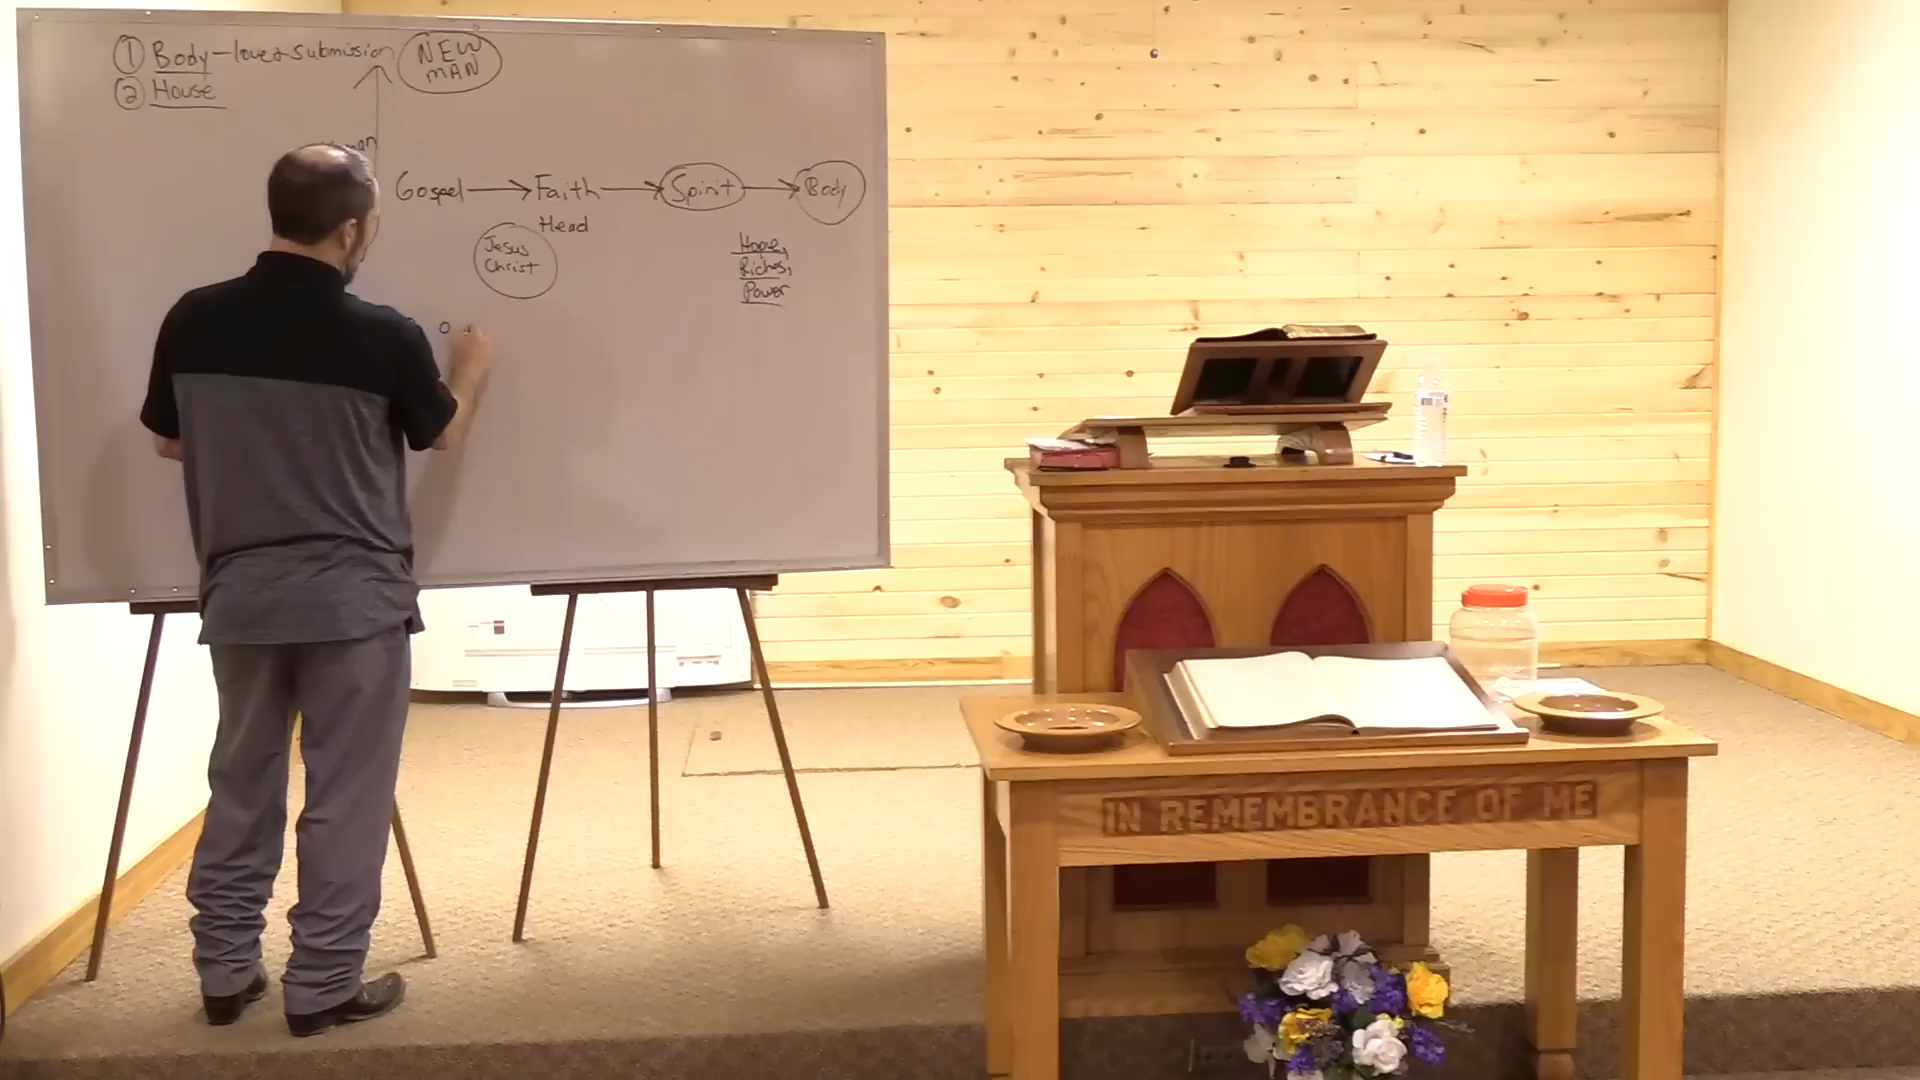 ① Body - love & submission
② House
NEW
MAN
Gospel → Faith → Spirit → Body
Head
Jesus
Christ
Hope,
Riches,
Power
IN REMEMBRANCE OF ME